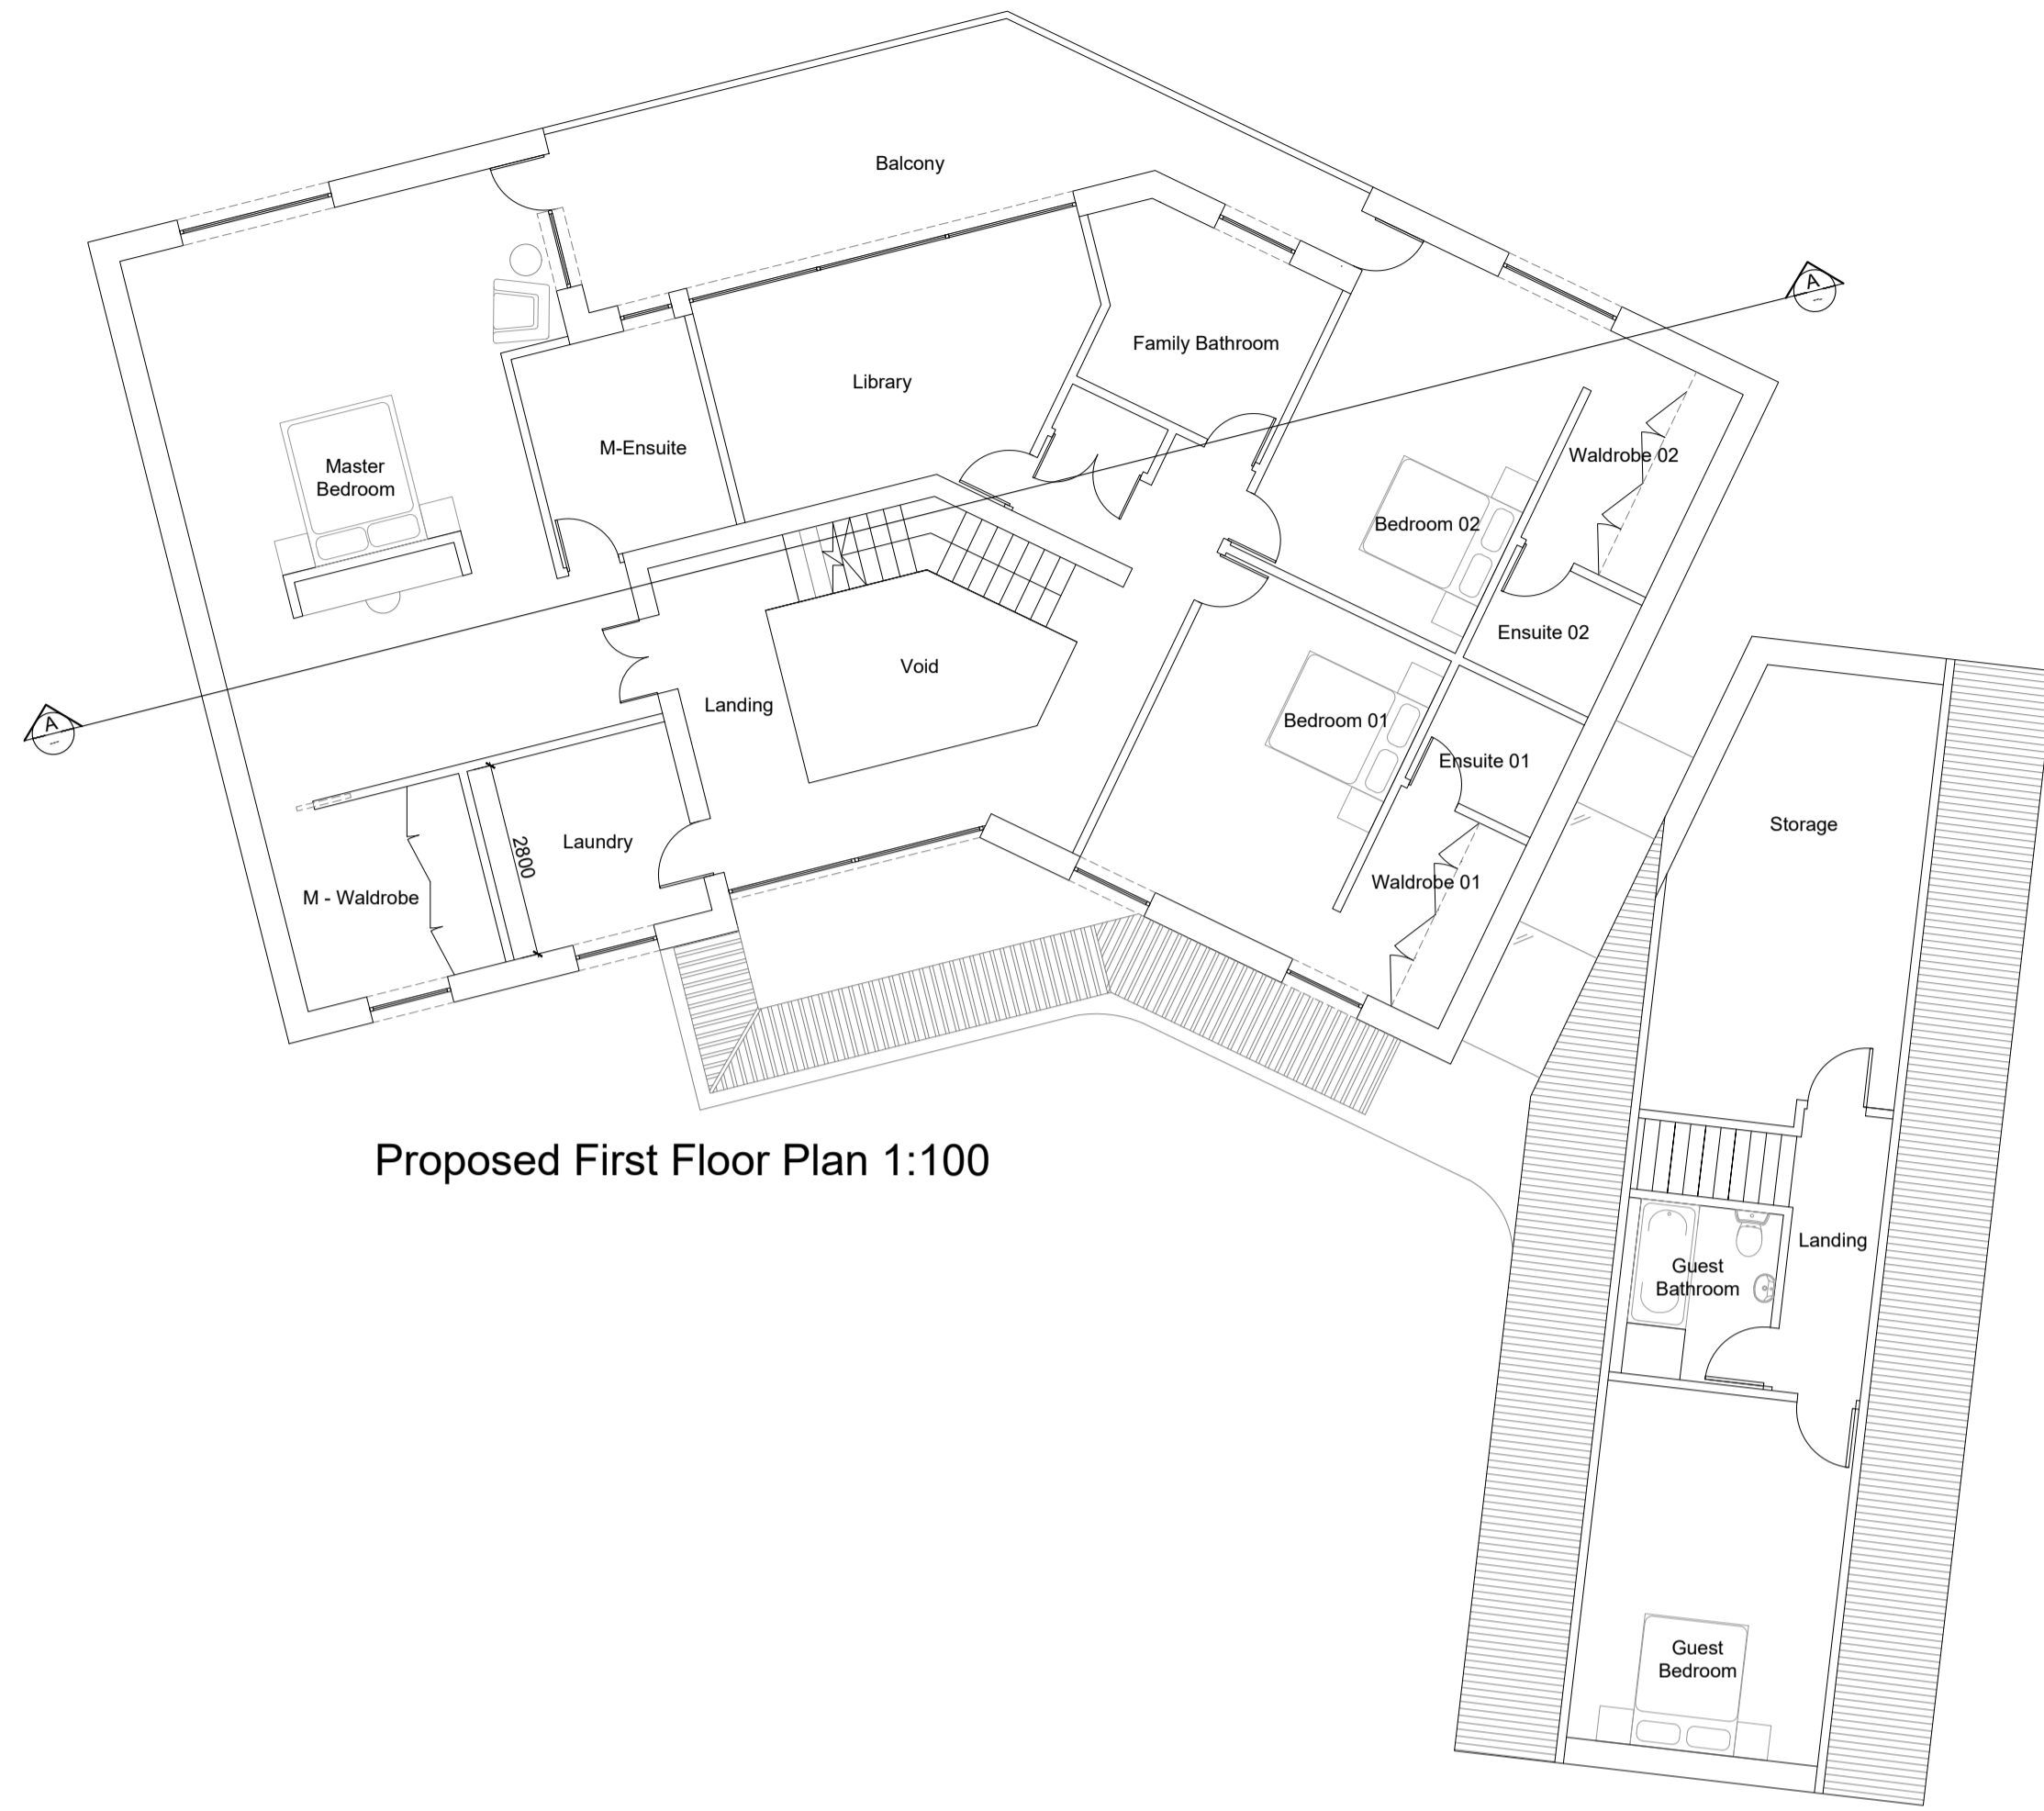 Balcony
A
Family Bathroom
Library
M-Ensuite
Waldrobe 02
Master
Bedroom
Bedroom 02
Ensuite 02
Void
Landing
A
Bedroom 01
Ensuite 01
Storage
2800
Laundry
Waldrobe 01
M - Waldrobe
Proposed First Floor Plan 1:100
Landing
Guest
Bathroom
Guest
Bedroom